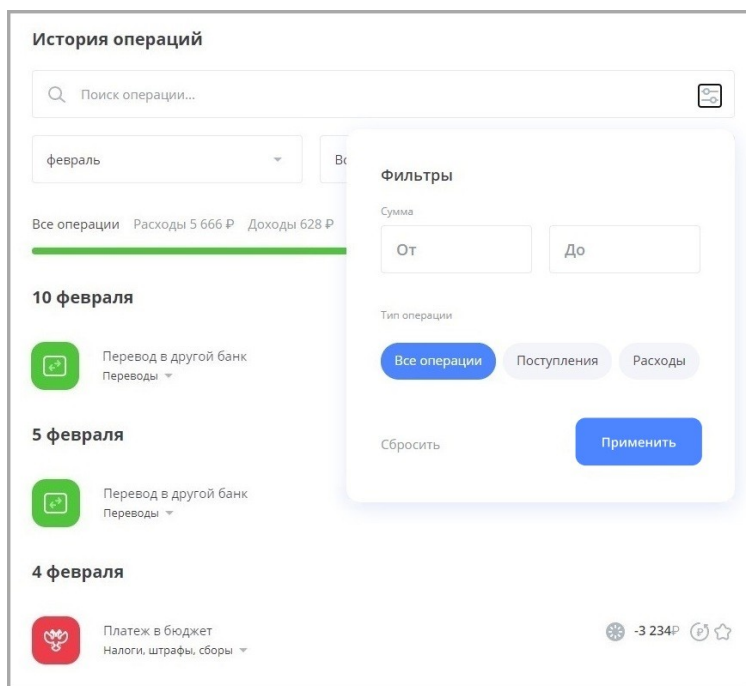 История операций
Поиск операции...
февраль
Вс
Все операции Расходы 5 666 ₽ Доходы 628 ₽
Фильтры
Сумма
От До
Тип операции
Все операции Поступления Расходы
Сбросить Применить
10 февраля
Перевод в другой банк
Переводы
5 февраля
Перевод в другой банк
Переводы
4 февраля
Платеж в бюджет
Налоги, штрафы, сборы
-3 234₽